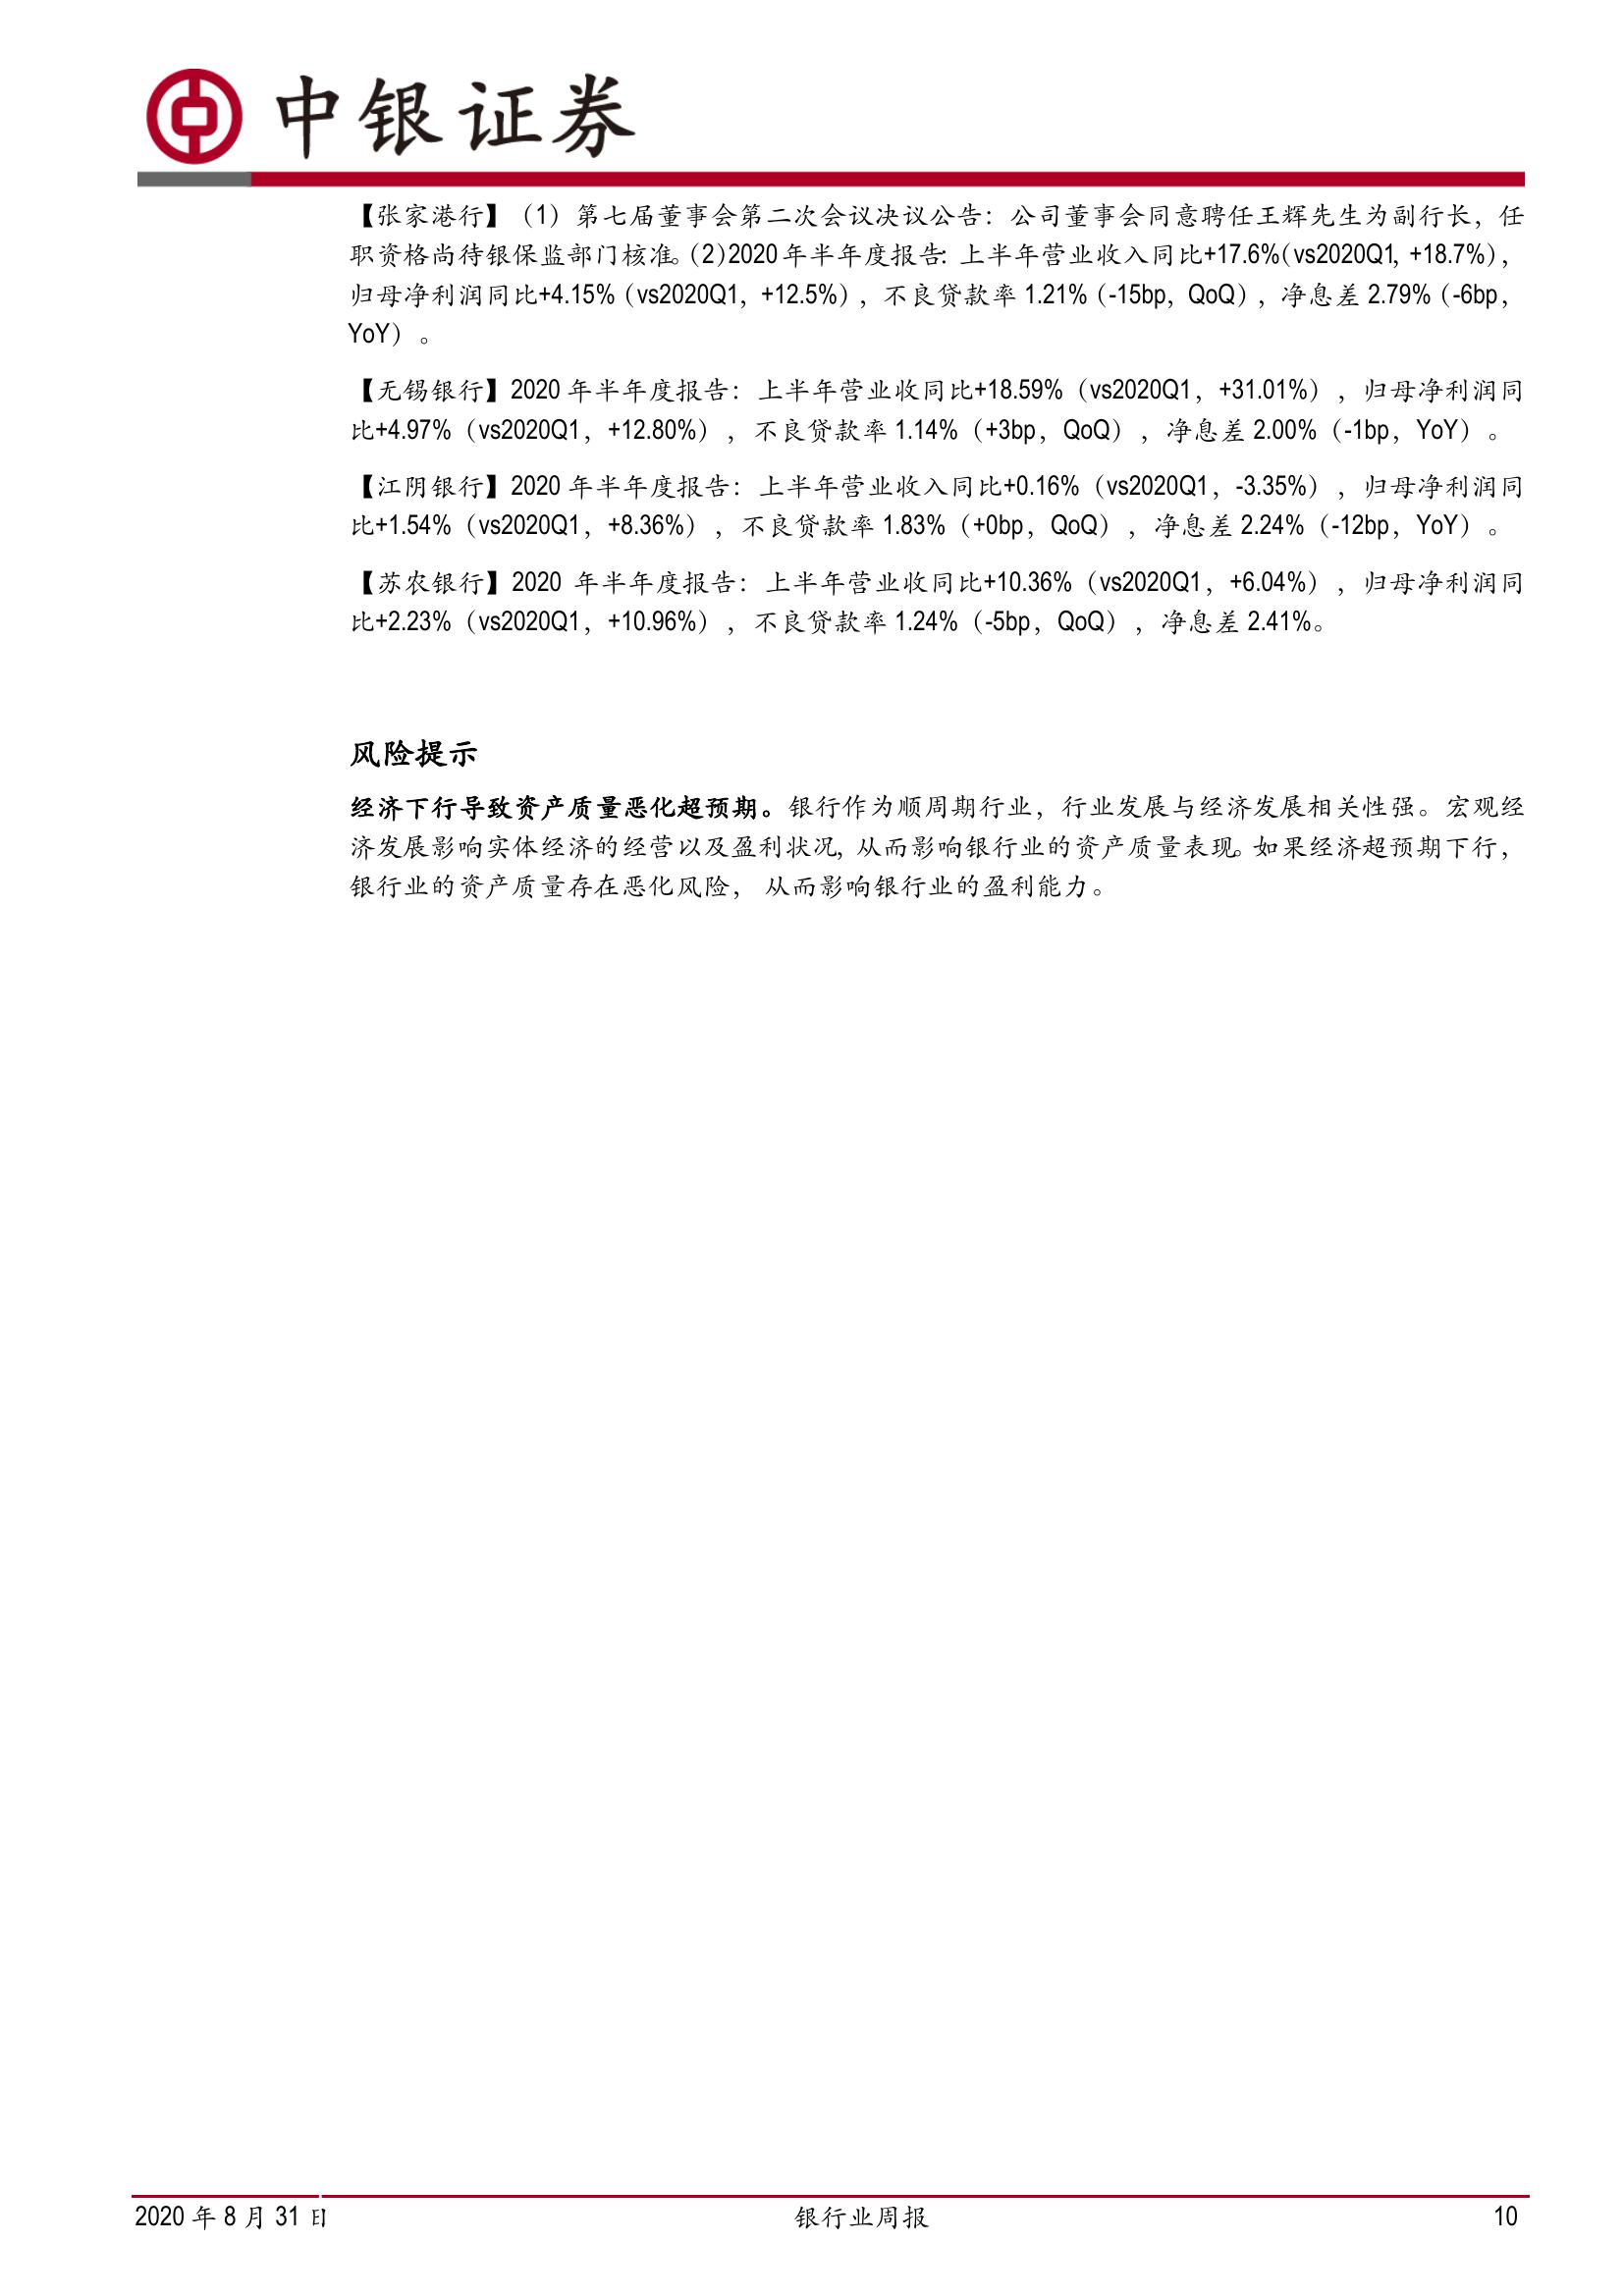 中银证券
【张家港行】（1）第七届董事会第二次会议决议公告：公司董事会同意聘任王辉先生为副行长，任
职资格尚待银保监部门核准。（2）2020年半年度报告：上半年营业收入同比+17.6%（vs2020Q1，+18.7%），
归母净利润同比+4.15%（vs2020Q1，+12.5%），不良贷款率 1.21%（-15bp，QoQ），净息差 2.79%（-6bp，
YoY）。
【无锡银行】2020 年半年度报告：上半年营业收同比+18.59%（vs2020Q1，+31.01%），归母净利润同
比+4.97%（vs2020Q1，+12.80%），不良贷款率 1.14%（+3bp，QoQ），净息差 2.00%（-1bp，YoY）。
【江阴银行】2020 年半年度报告：上半年营业收入同比+0.16%（vs2020Q1，-3.35%），归母净利润同
比+1.54%（vs2020Q1，+8.36%），不良贷款率 1.83%（+0bp，QoQ），净息差 2.24%（-12bp，YoY）。
【苏农银行】2020 年半年度报告：上半年营业收同比+10.36%（vs2020Q1，+6.04%），归母净利润同
比+2.23%（vs2020Q1，+10.96%），不良贷款率 1.24%（-5bp，QoQ），净息差 2.41%。
风险提示
经济下行导致资产质量恶化超预期。银行作为顺周期行业，行业发展与经济发展相关性强。宏观经
济发展影响实体经济的经营以及盈利状况，从而影响银行业的资产质量表现。如果经济超预期下行，
银行业的资产质量存在恶化风险， 从而影响银行业的盈利能力。
2020 年 8 月 31 日
银行业周报
10